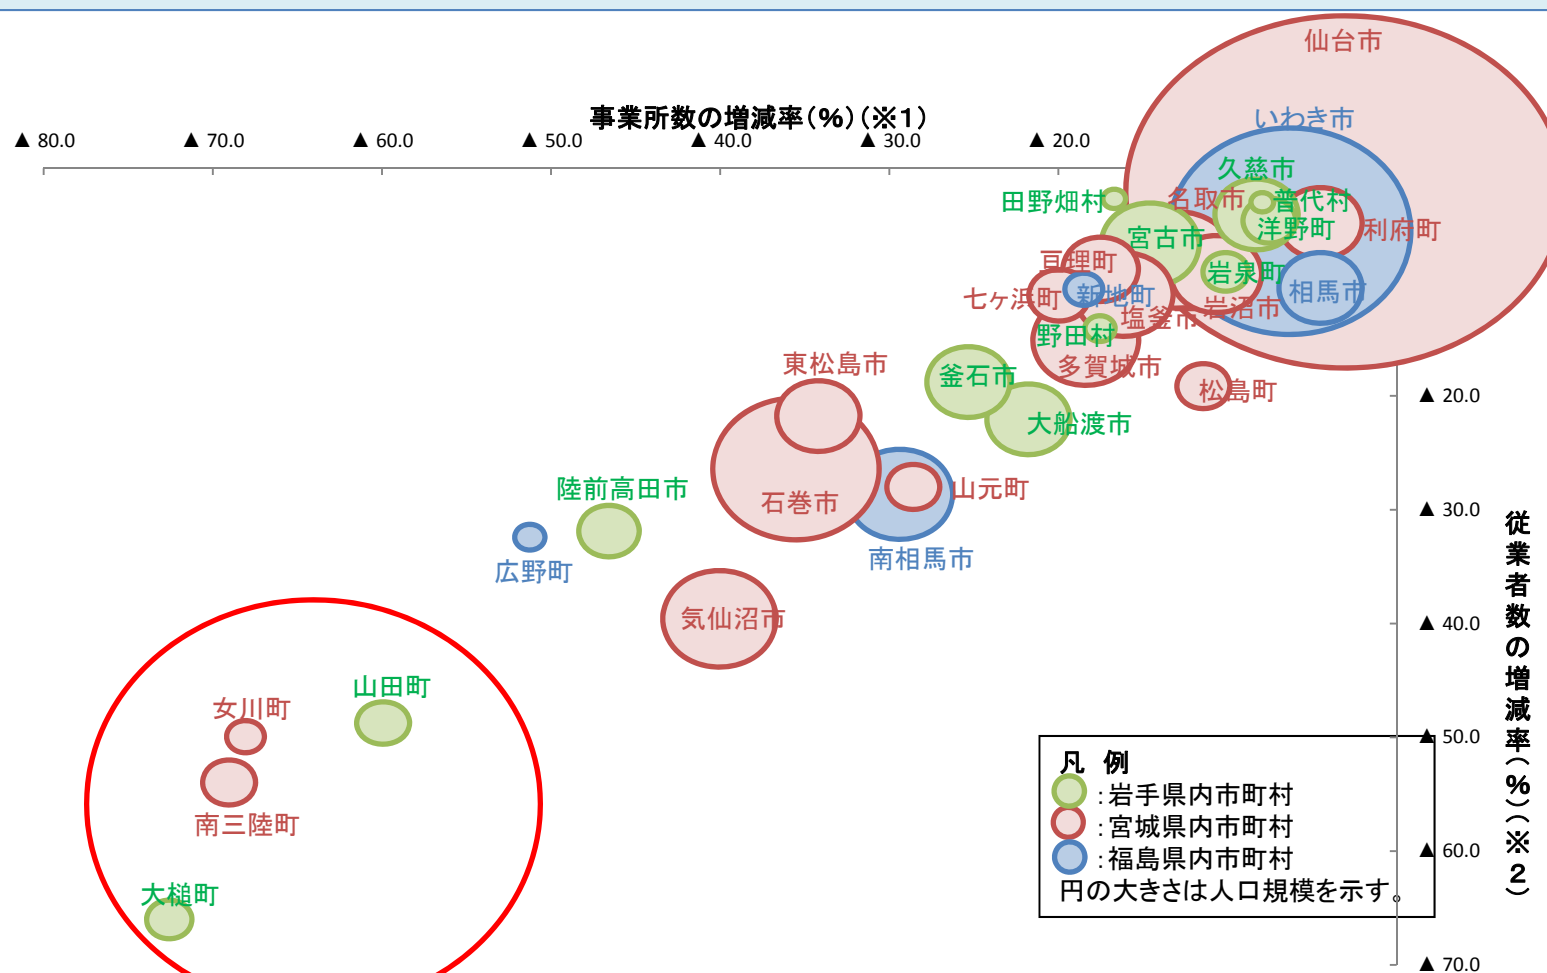 仙台市
事業所数の増減率(%)(※1)
いわき市
▲ 80.0 ▲ 70.0 ▲ 60.0 ▲ 50.0 ▲ 40.0 ▲ 30.0 ▲ 20.0
久慈市
田野畑村
名取市
普代村
洋野町
利府町
宮古市
亘理町
岩泉町
七ヶ浜町
新地町
相馬市
岩沼市
塩釜市
野田村
多賀城市
東松島市
釜石市
松島町
▲ 20.0
大船渡市
陸前高田市
石巻市
山元町
▲ 30.0
広野町
南相馬市
気仙沼市
▲ 40.0
従業者数の増減率(%)(※2)
山田町
女川町
▲ 50.0
南三陸町
大槌町
凡 例
:岩手県内市町村
:宮城県内市町村
:福島県内市町村
▲ 60.0
円の大きさは人口規模を示す。
▲ 70.0